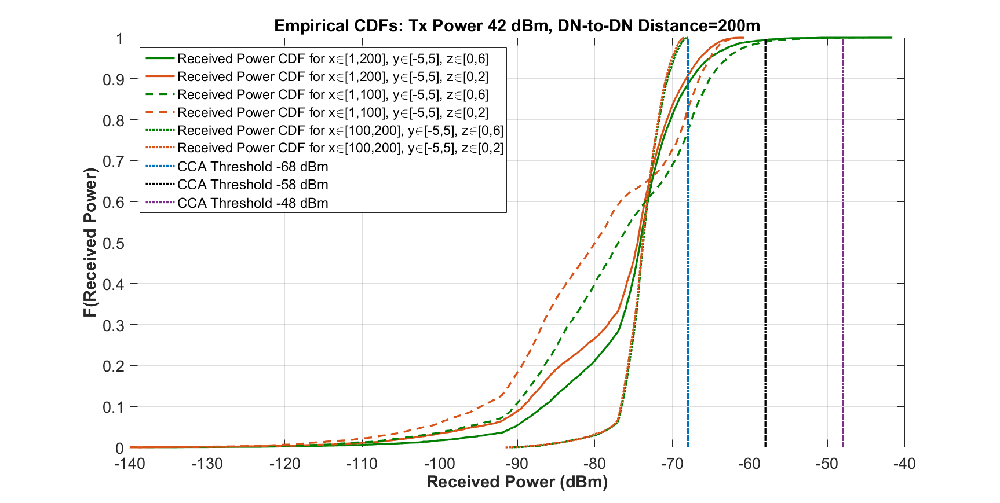 Empirical CDFs: Tx Power 42 dBm, DN-to-DN Distance=200m
F(Received Power)
1
0.9
0.8
0.7
0.6
0.5
0.4
0.3
0.2
0.1
0
Received Power CDF for x∈[1,200], y∈[-5,5], z∈[0,6]
Received Power CDF for x∈[1,200], y∈[-5,5], z∈[0,2]
Received Power CDF for x∈[1,100], y∈[-5,5], z∈[0,6]
Received Power CDF for x∈[1,100], y∈[-5,5], z∈[0,2]
Received Power CDF for x∈[100,200], y∈[-5,5], z∈[0,6]
Received Power CDF for x∈[100,200], y∈[-5,5], z∈[0,2]
CCA Threshold -68 dBm
CCA Threshold -58 dBm
CCA Threshold -48 dBm
-140 -130 -120 -110 -100 -90 -80 -70 -60 -50 -40
Received Power (dBm)